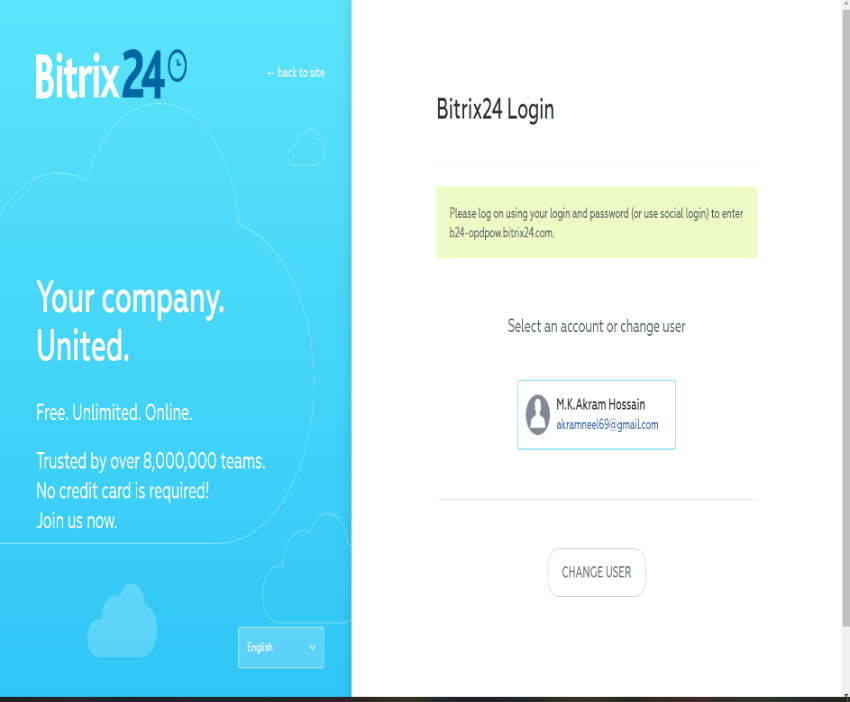 Bitrix24
← back to site
Your company.
United.
Free. Unlimited. Online.
Trusted by over 8,000,000 teams.
No credit card is required!
Join us now.
English
Bitrix24 Login
Please log on using your login and password (or use social login) to enter
b24-opdpow.bitrix24.com.
Select an account or change user
M.K.Akram Hossain
akramneel69@gmail.com
CHANGE USER